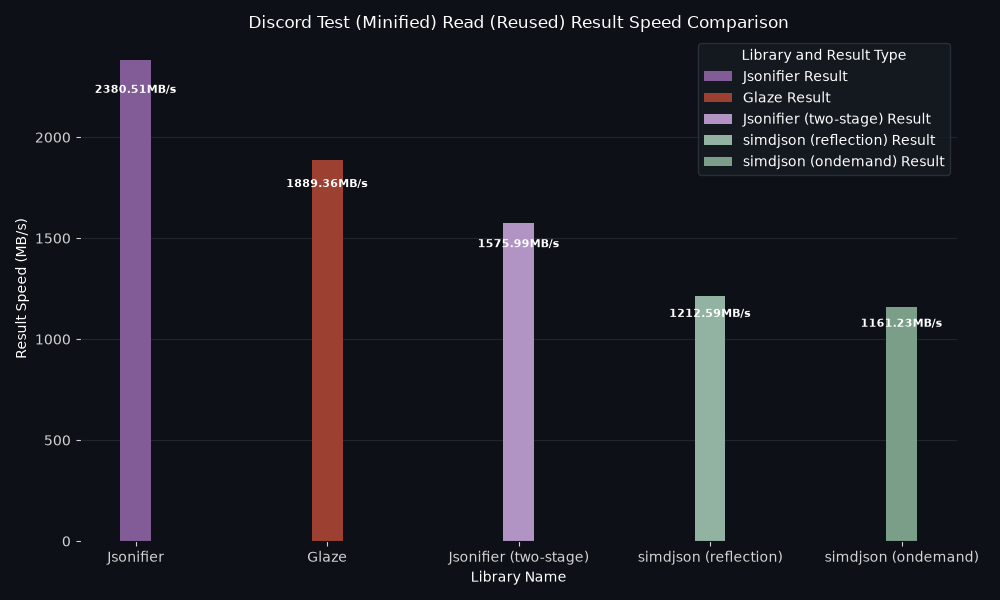 Discord Test (Minified) Read (Reused) Result Speed Comparison
Library and Result Type
Jsonifier Result
Glaze Result
Jsonifier (two-stage) Result
simdjson (reflection) Result
simdjson (ondemand) Result
2380.51MB/s
1889.36MB/s
1575.99MB/s
1212.59MB/s
1161.23MB/s
Result Speed (MB/s)
2000
1500
1000
500
0
Jsonifier
Glaze
Jsonifier (two-stage)
simdjson (reflection)
simdjson (ondemand)
Library Name